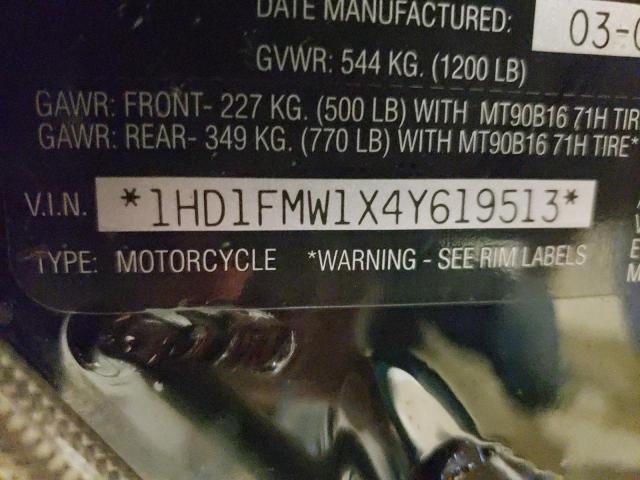 DATE MANUFACTURED: 03-0
GVWR: 544 KG. (1200 LB)
GAWR: FRONT- 227 KG. (500 LB) WITH MT90B16 71H TIR
GAWR: REAR- 349 KG. (770 LB) WITH MT90B16 71H TIRE*
V.I.N. *1HD1FMW1X4Y619513*
TYPE: MOTORCYCLE *WARNING - SEE RIM LABELS